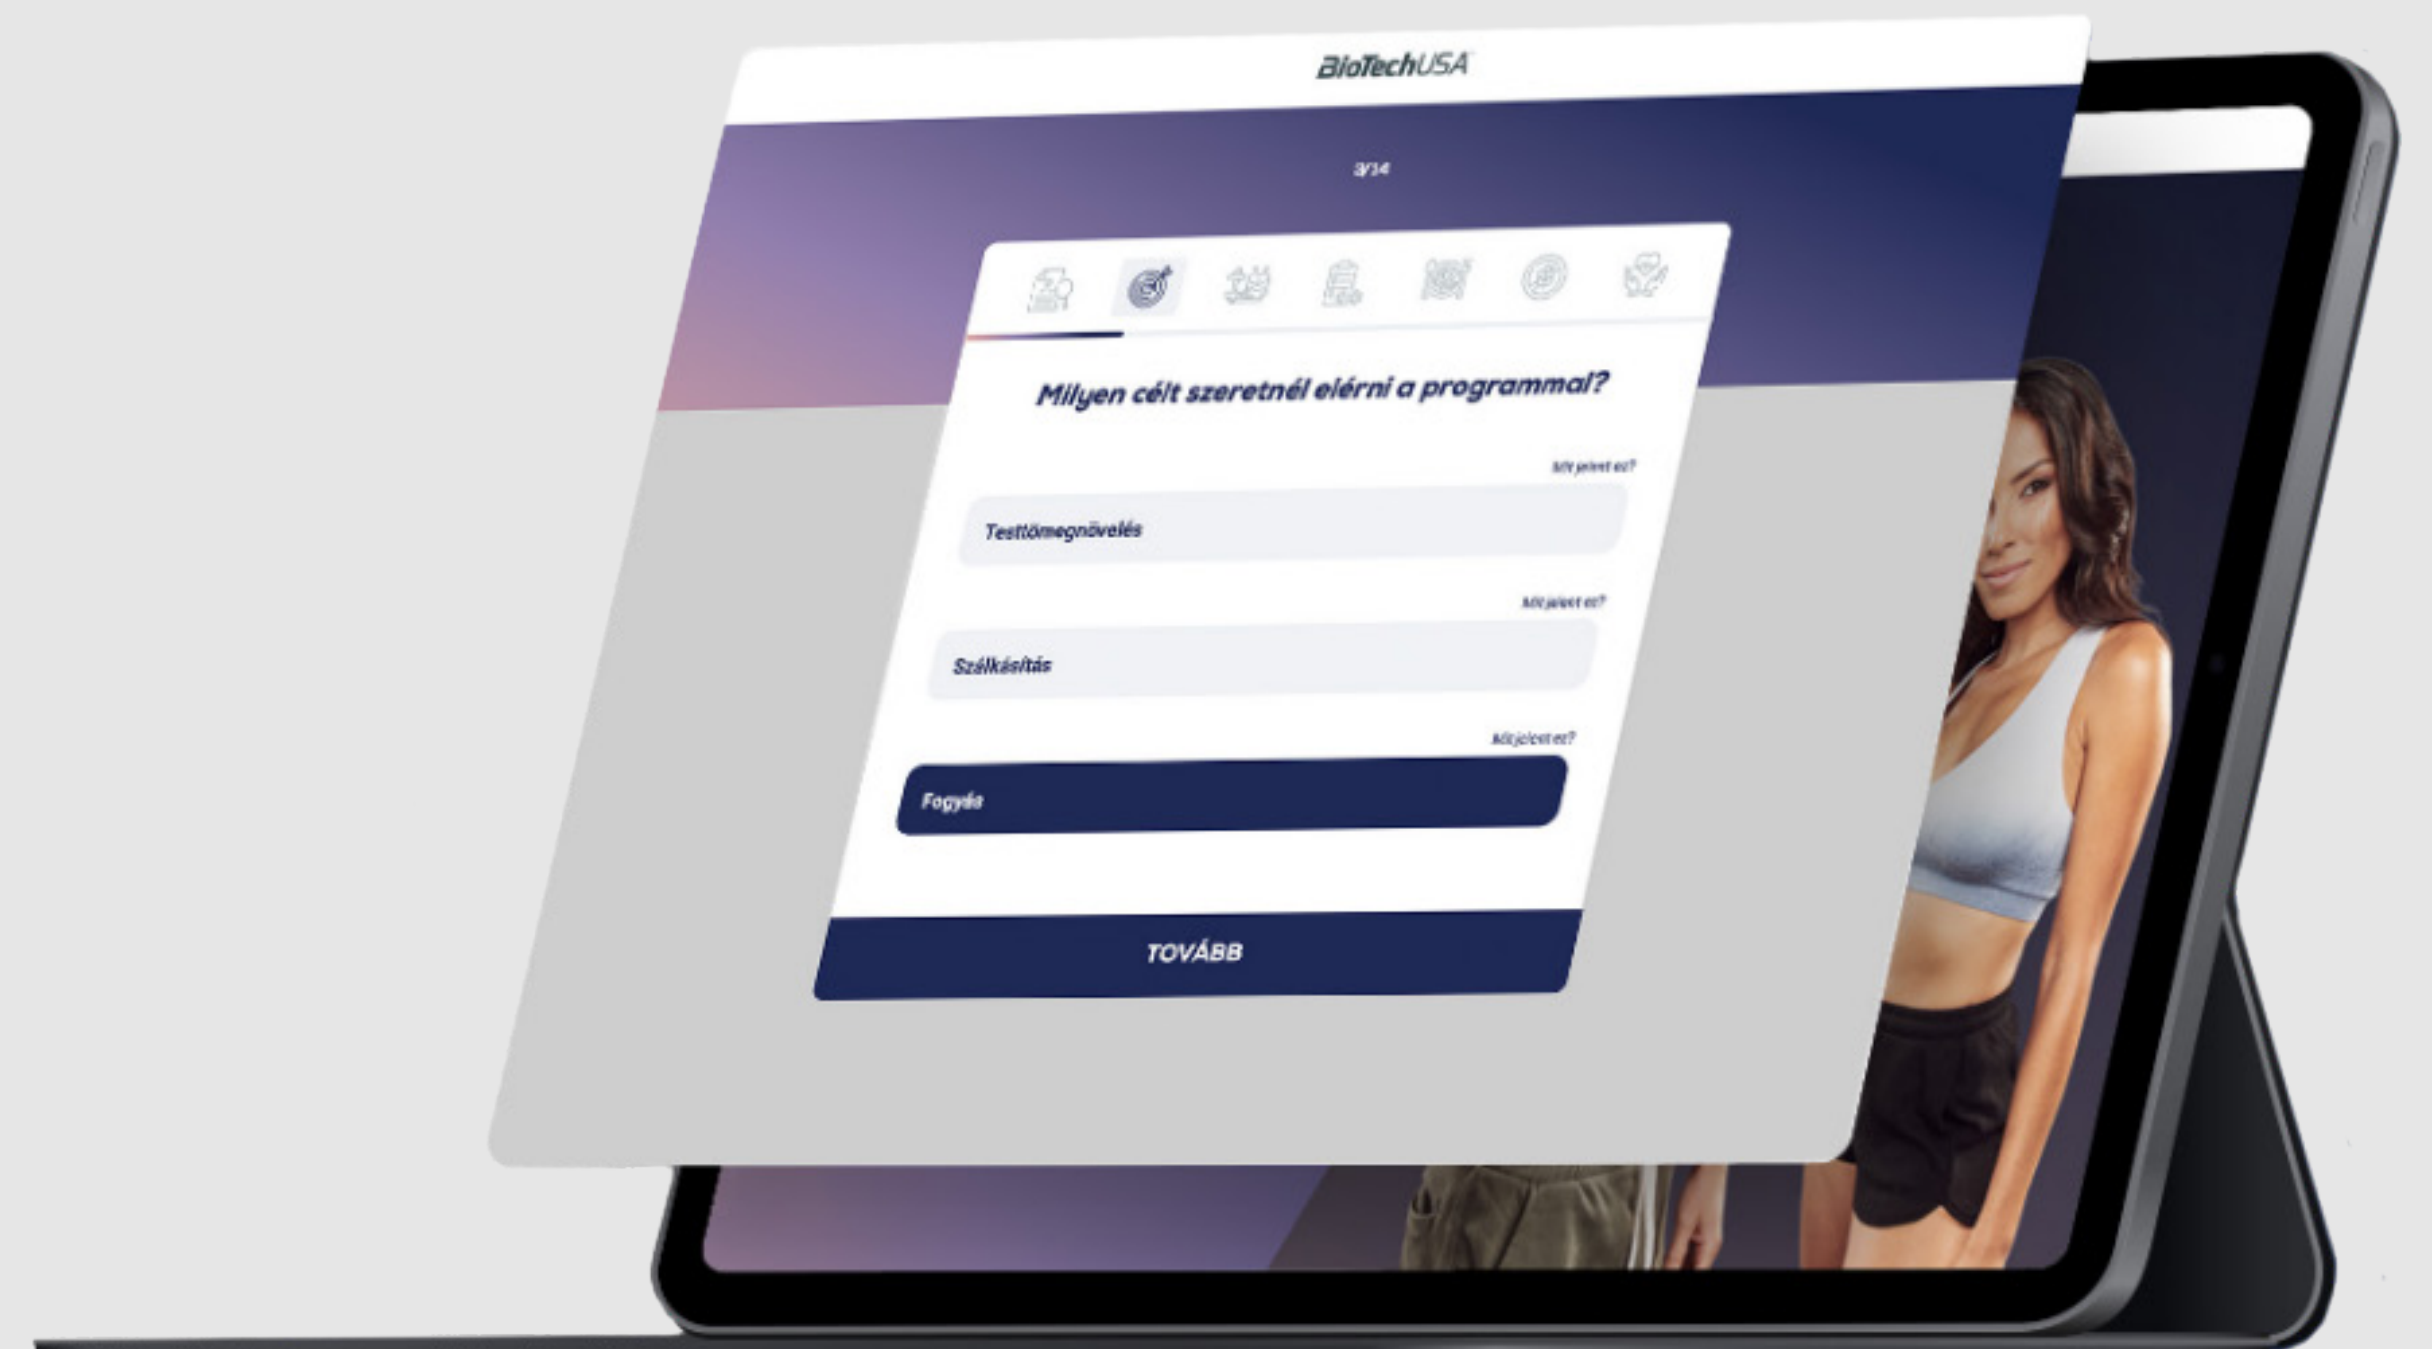 BioTechUSA
3/14
Milyen célt szeretnél elérni a programmal?
Mit jelent ez?
Testtömegnövelés
Mit jelent ez?
Szálkásítás
Mit jelent ez?
Fogyás
TOVÁBB